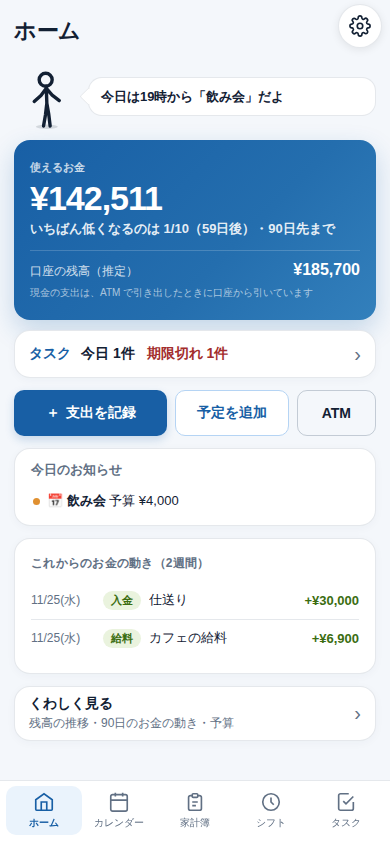 ホーム
今日は19時から「飲み会」だよ
使えるお金
¥142,511
いちばん低くなるのは 1/10（59日後）・90日先まで
口座の残高（推定） ¥185,700
現金の支出は、ATM で引き出したときに口座から引いています
タスク 今日 1件 期限切れ 1件 ›
＋ 支出を記録 予定を追加 ATM
今日のお知らせ
📅 飲み会 予算 ¥4,000
これからのお金の動き（2週間）
11/25(水) 入金 仕送り +¥30,000
11/25(水) 給料 カフェの給料 +¥6,900
くわしく見る
残高の推移・90日のお金の動き・予算 ›
ホーム カレンダー 家計簿 シフト タスク